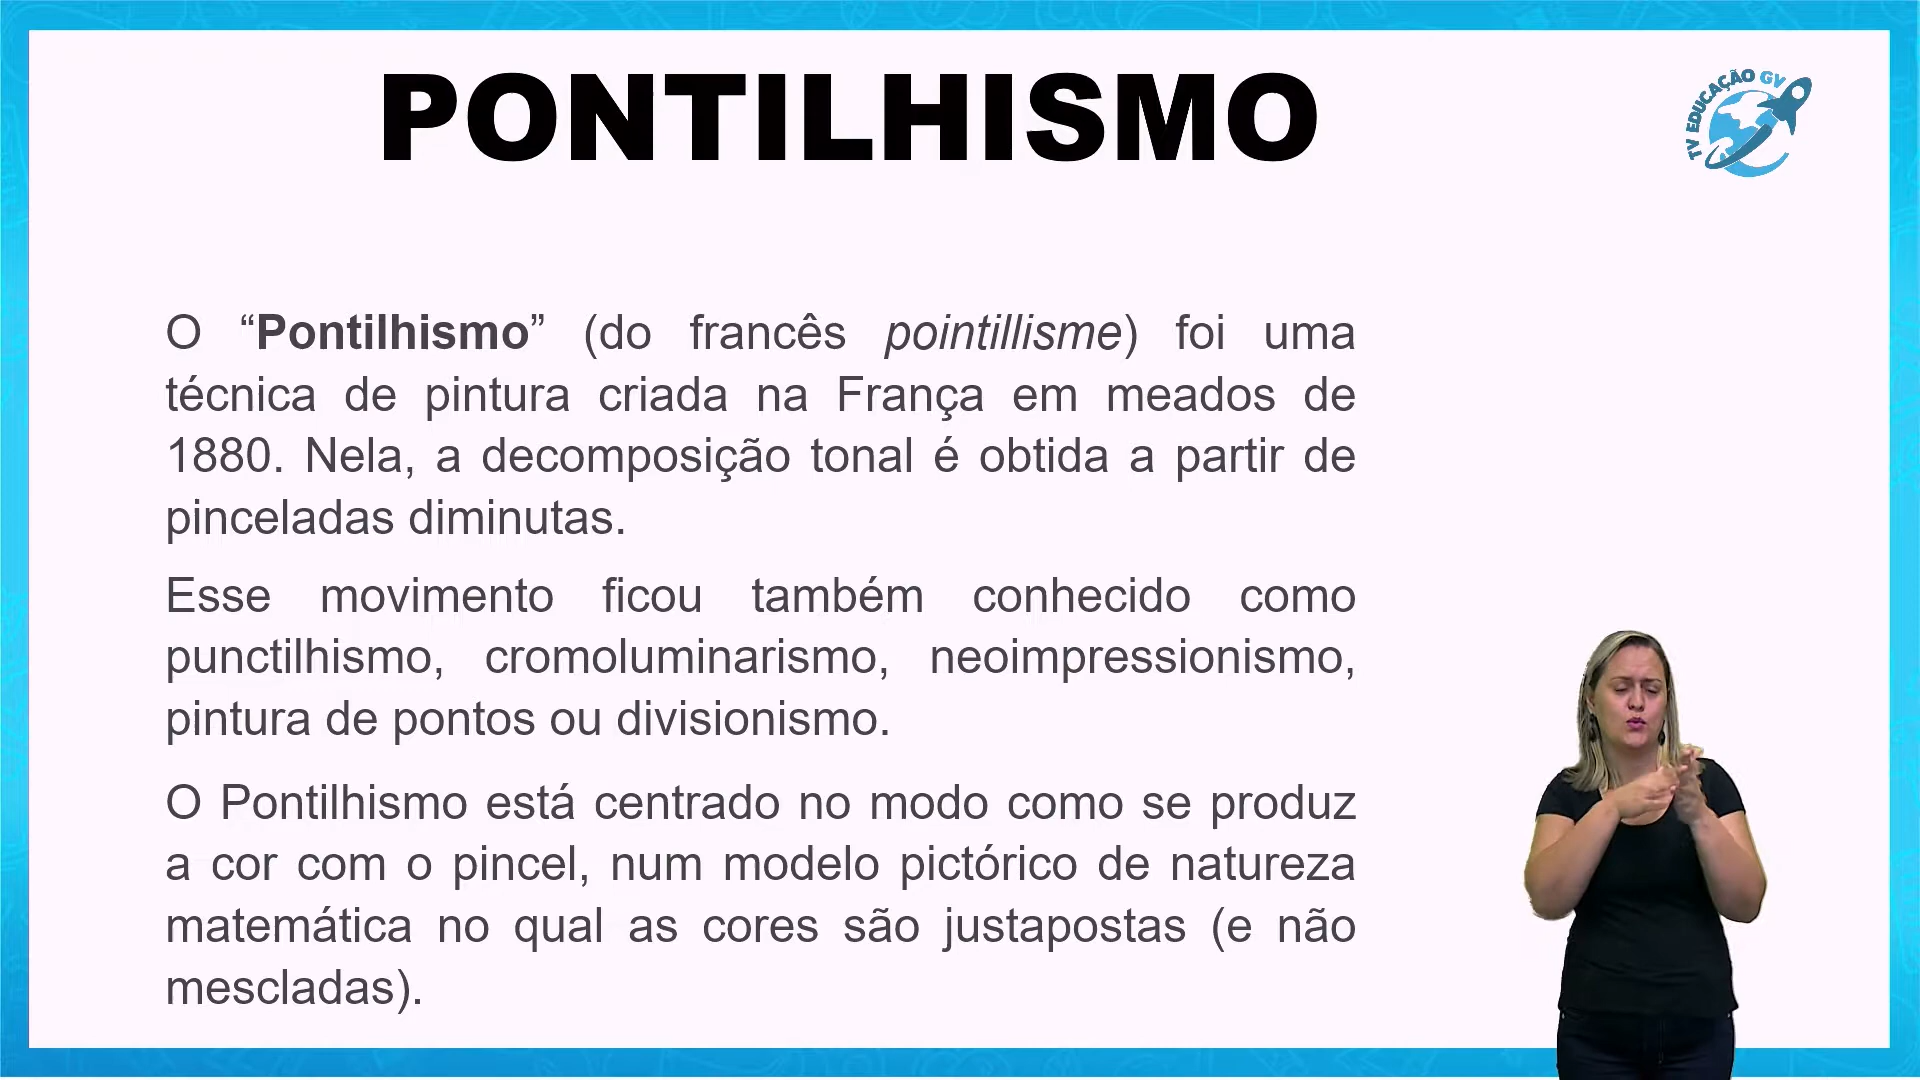 PONTILHISMO
TV EDUCAÇÃO GV
O “Pontilhismo” (do francês pointillisme) foi uma
técnica de pintura criada na França em meados de
1880. Nela, a decomposição tonal é obtida a partir de
pinceladas diminutas.
Esse movimento ficou também conhecido como
punctilhismo, cromoluminarismo, neoimpressionismo,
pintura de pontos ou divisionismo.
O Pontilhismo está centrado no modo como se produz
a cor com o pincel, num modelo pictórico de natureza
matemática no qual as cores são justapostas (e não
mescladas).